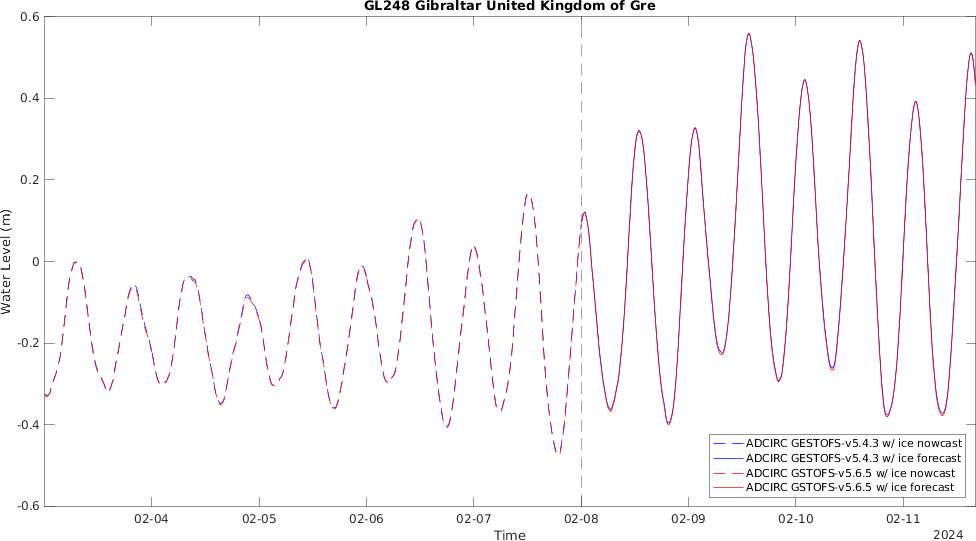 GL248 Gibraltar United Kingdom of Gre
0.6
0.4
0.2
0
-0.2
-0.4
-0.6
Water Level (m)
02-04 02-05 02-06 02-07 02-08 02-09 02-10 02-11
Time
2024
ADCIRC GESTOFS-v5.4.3 w/ ice nowcast
ADCIRC GESTOFS-v5.4.3 w/ ice forecast
ADCIRC GSTOFS-v5.6.5 w/ ice nowcast
ADCIRC GSTOFS-v5.6.5 w/ ice forecast